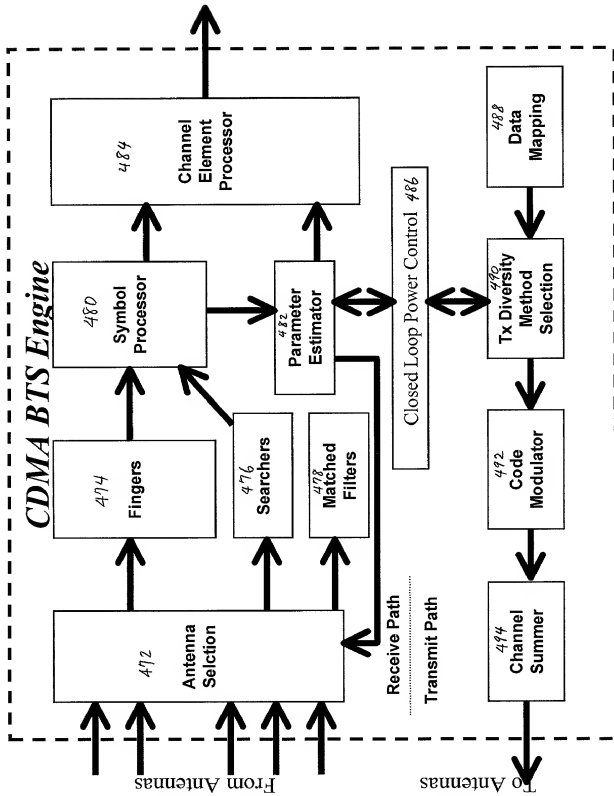 CDMA BTS Engine
From Antennas
472
Antenna
Selction
474
Fingers
476
Searchers
478
Matched
Filters
480
Symbol
Processor
482
Parameter
Estimator
484
Channel
Element
Processor
Closed Loop Power Control 486
Receive Path
Transmit Path
488
Data
Mapping
490
Tx Diversity
Method
Selection
492
Code
Modulator
494
Channel
Summer
To Antennas